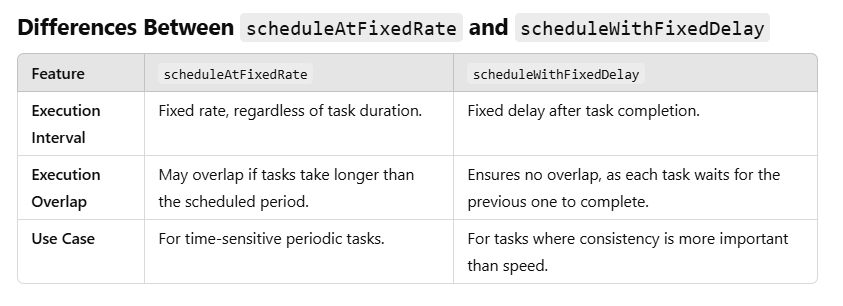 Differences Between scheduleAtFixedRate and scheduleWithFixedDelay
Feature scheduleAtFixedRate scheduleWithFixedDelay
Execution Interval Fixed rate, regardless of task duration. Fixed delay after task completion.
Execution Overlap May overlap if tasks take longer than the scheduled period. Ensures no overlap, as each task waits for the previous one to complete.
Use Case For time-sensitive periodic tasks. For tasks where consistency is more important than speed.